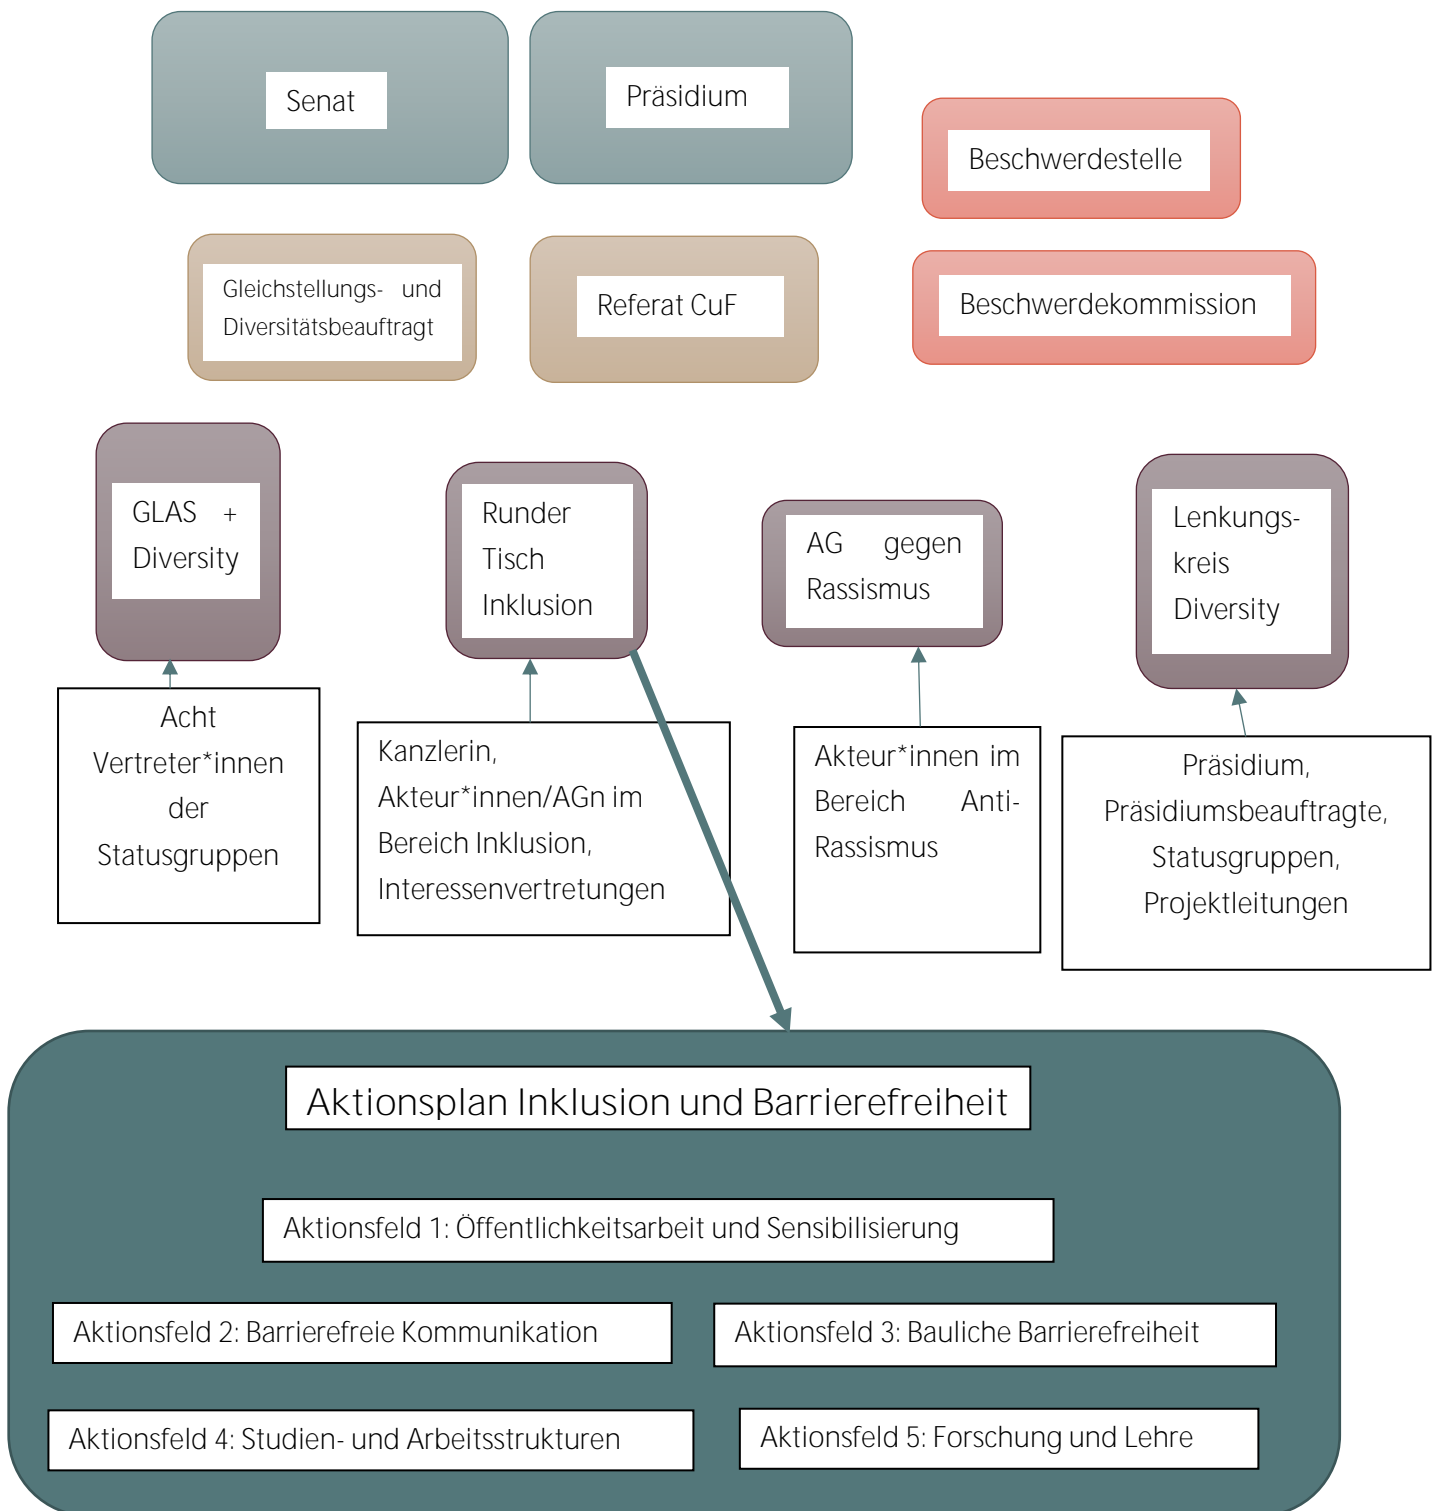 Senat
Präsidium
Beschwerdestelle
Gleichstellungs- und
Diversitätsbeauftragt
Referat CuF
Beschwerdekommission
GLAS +
Diversity
Runder
Tisch
Inklusion
AG gegen
Rassismus
Lenkungs-
kreis
Diversity
Acht
Vertreter*innen
der
Statusgruppen
Kanzlerin,
Akteur*innen/AGn im
Bereich Inklusion,
Interessenvertretungen
Akteur*innen im
Bereich Anti-
Rassismus
Präsidium,
Präsidiumsbeauftragte,
Statusgruppen,
Projektleitungen
Aktionsplan Inklusion und Barrierefreiheit
Aktionsfeld 1: Öffentlichkeitsarbeit und Sensibilisierung
Aktionsfeld 2: Barrierefreie Kommunikation
Aktionsfeld 3: Bauliche Barrierefreiheit
Aktionsfeld 4: Studien- und Arbeitsstrukturen
Aktionsfeld 5: Forschung und Lehre